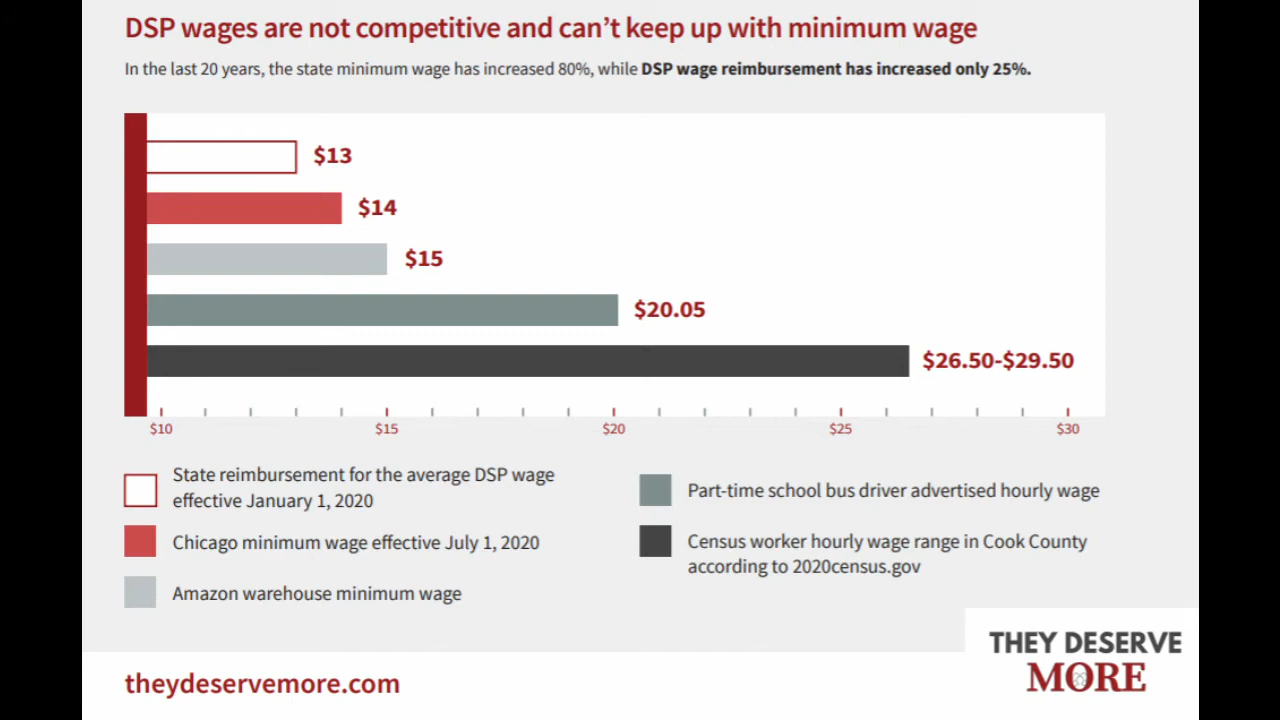 DSP wages are not competitive and can’t keep up with minimum wage
In the last 20 years, the state minimum wage has increased 80%, while DSP wage reimbursement has increased only 25%.
$13
$14
$15
$20.05
$26.50-$29.50
$10 $15 $20 $25 $30
State reimbursement for the average DSP wage
effective January 1, 2020
Chicago minimum wage effective July 1, 2020
Amazon warehouse minimum wage
Part-time school bus driver advertised hourly wage
Census worker hourly wage range in Cook County
according to 2020census.gov
theydeservemore.com
THEY DESERVE
MORE